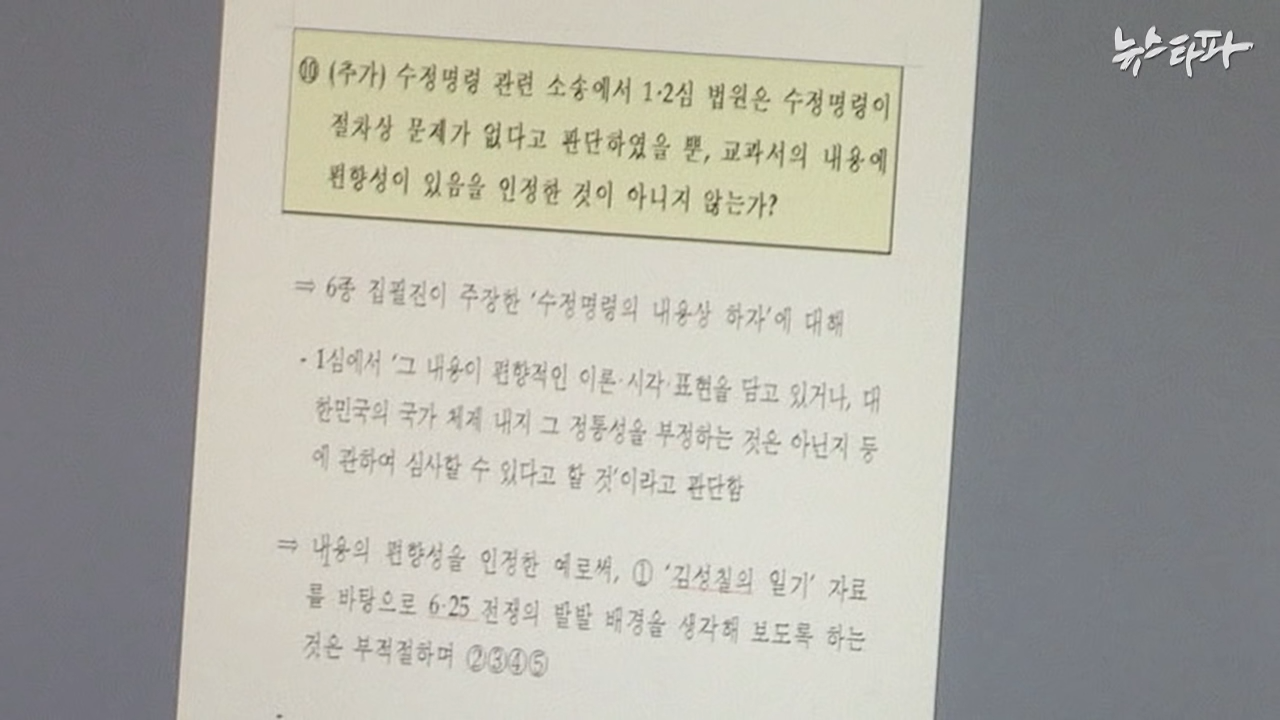 뉴스타파
⑩ (추가) 수정명령 관련 소송에서 1·2심 법원은 수정명령이
절차상 문제가 없다고 판단하였을 뿐, 교과서의 내용에
편향성이 있음을 인정한 것이 아니지 않는가?
⇒ 6종 집필진이 주장한 '수정명령의 내용상 하자'에 대해
- 1심에서 '그 내용이 편향적인 이론·시각·표현을 담고 있거나, 대
한민국의 국가 체제 내지 그 정통성을 부정하는 것은 아닌지 등
에 관하여 심사할 수 있다고 할 것'이라고 판단함
⇒ 내용의 편향성을 인정한 예로써, ① '김성칠의 일기' 자료
를 바탕으로 6·25 전쟁의 발발 배경을 생각해 보도록 하는
것은 부적절하며 ②③④⑤